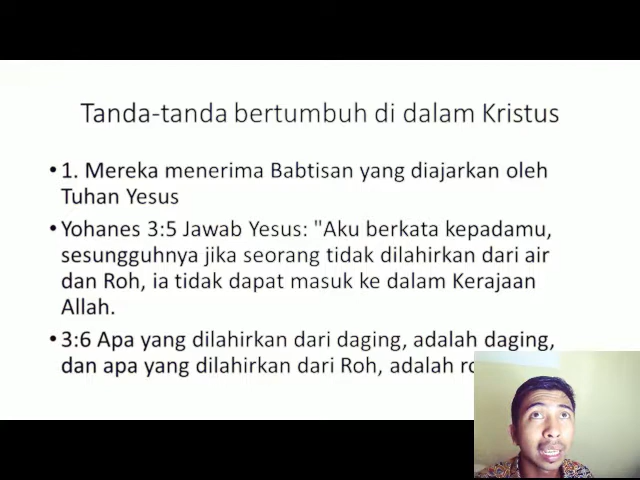 Tanda-tanda bertumbuh di dalam Kristus
• 1. Mereka menerima Babtisan yang diajarkan oleh
Tuhan Yesus
• Yohanes 3:5 Jawab Yesus: "Aku berkata kepadamu,
sesungguhnya jika seorang tidak dilahirkan dari air
dan Roh, ia tidak dapat masuk ke dalam Kerajaan
Allah.
• 3:6 Apa yang dilahirkan dari daging, adalah daging,
dan apa yang dilahirkan dari Roh, adalah